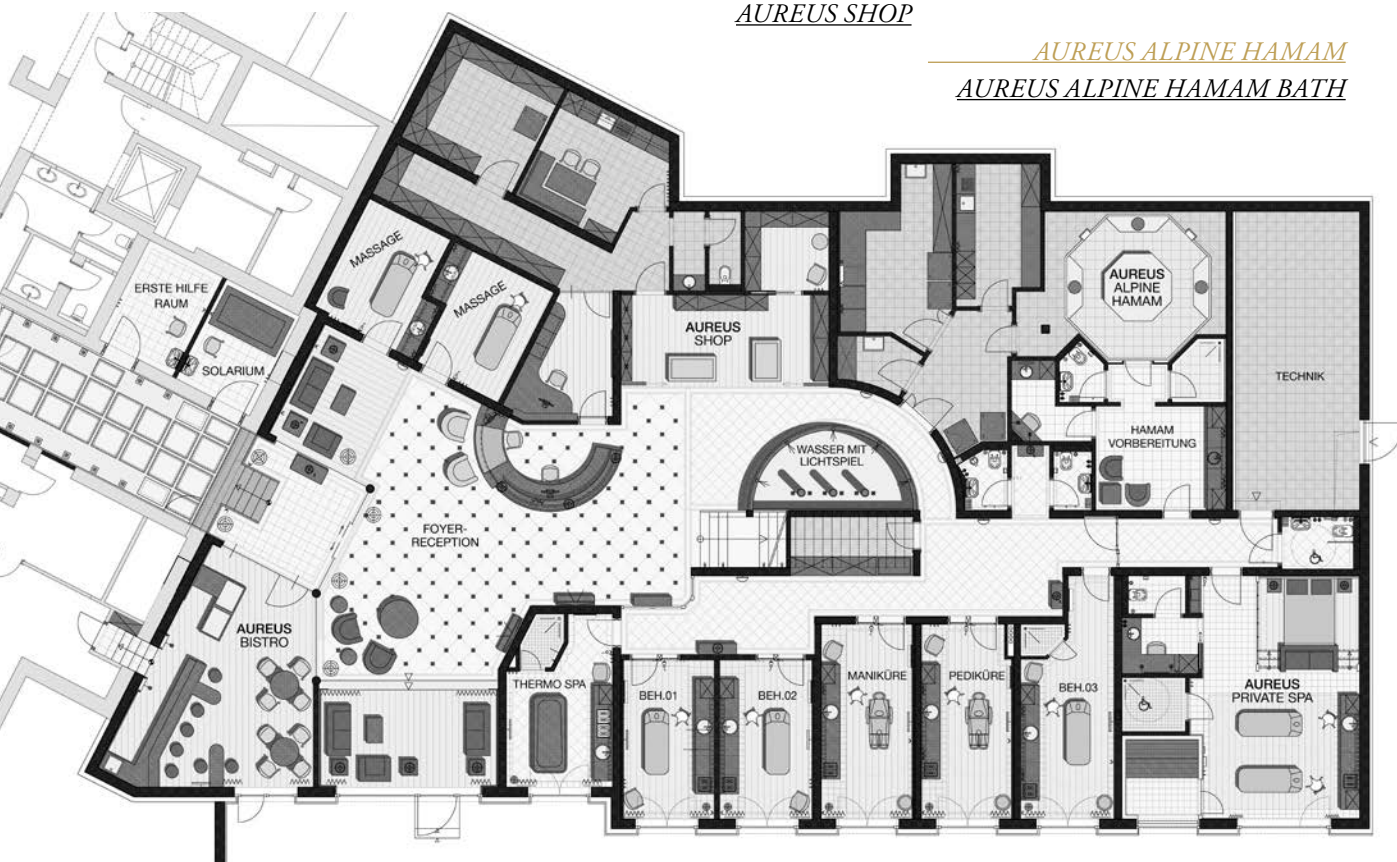 AUREUS SHOP
AUREUS ALPINE HAMAM
AUREUS ALPINE HAMAM BATH
MASSAGE
MASSAGE
ERSTE HILFE
RAUM
SOLARIUM
AUREUS
SHOP
AUREUS
ALPINE
HAMAM
TECHNIK
WASSER MIT
LICHTSPIEL
HAMAM
VORBEREITUNG
FOYER-
RECEPTION
AUREUS
BISTRO
THERMO SPA
BEH.01
BEH.02
MANIKÜRE
PEDIKÜRE
BEH.03
AUREUS
PRIVATE SPA